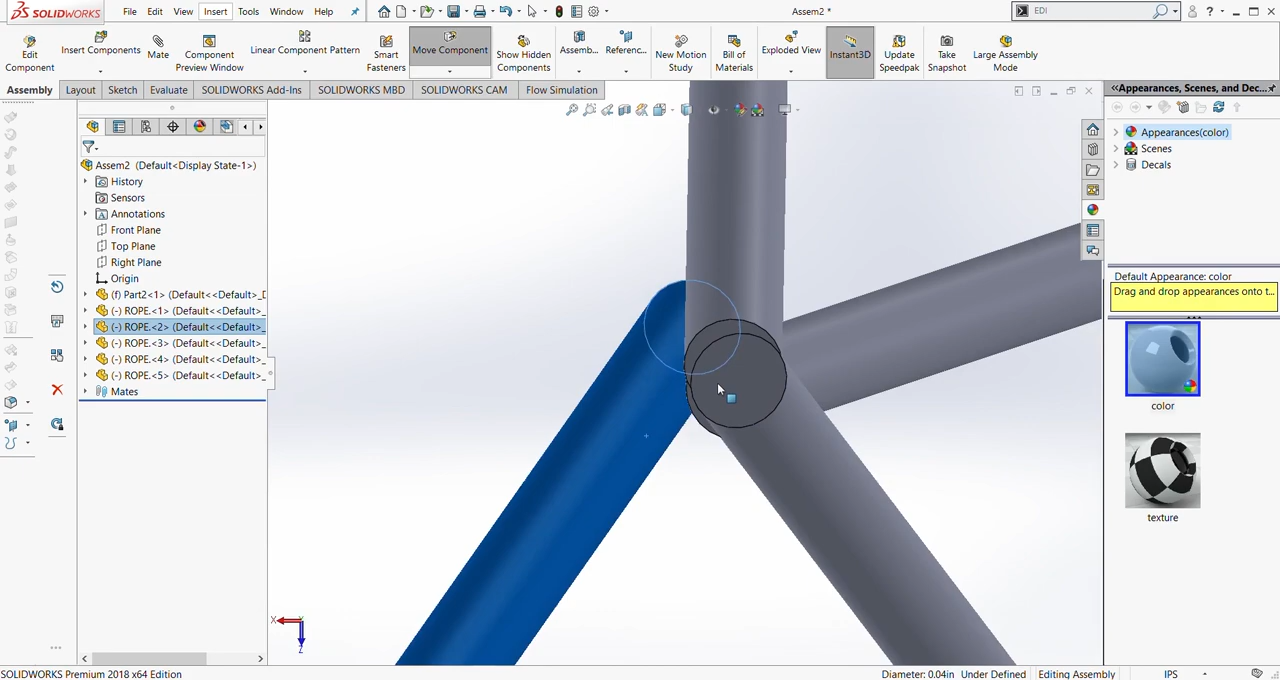 SOLIDWORKS
File Edit View Insert Tools Window Help
Assem2 *
EDI
Edit Component
Insert Components
Mate
Component Preview Window
Linear Component Pattern
Smart Fasteners
Move Component
Show Hidden Components
Assemb...
Referenc...
New Motion Study
Bill of Materials
Exploded View
Instant3D
Update Speedpak
Take Snapshot
Large Assembly Mode
Assembly Layout Sketch Evaluate SOLIDWORKS Add-Ins SOLIDWORKS MBD SOLIDWORKS CAM Flow Simulation
Assem2 (Default<Display State-1>)
History
Sensors
Annotations
Front Plane
Top Plane
Right Plane
Origin
(f) Part2<1> (Default<<Default>_D
(-) ROPE.<1> (Default<<Default>_
(-) ROPE.<2> (Default<<Default>_
(-) ROPE.<3> (Default<<Default>_
(-) ROPE.<4> (Default<<Default>_
(-) ROPE.<5> (Default<<Default>_
Mates
X
Z
Appearances, Scenes, and Dec...
Appearances(color)
Scenes
Decals
Default Appearance: color
Drag and drop appearances onto t...
color
texture
SOLIDWORKS Premium 2018 x64 Edition
Diameter: 0.04in Under Defined Editing Assembly IPS